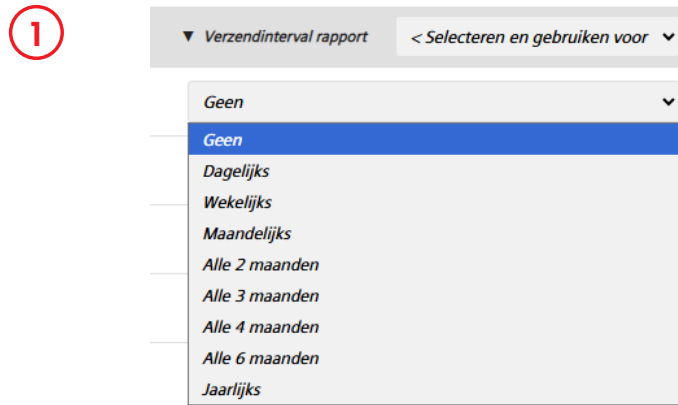 1
▼ Verzendinterval rapport < Selecteren en gebruiken voor
Geen
Geen
Dagelijks
Wekelijks
Maandelijks
Alle 2 maanden
Alle 3 maanden
Alle 4 maanden
Alle 6 maanden
Jaarlijks